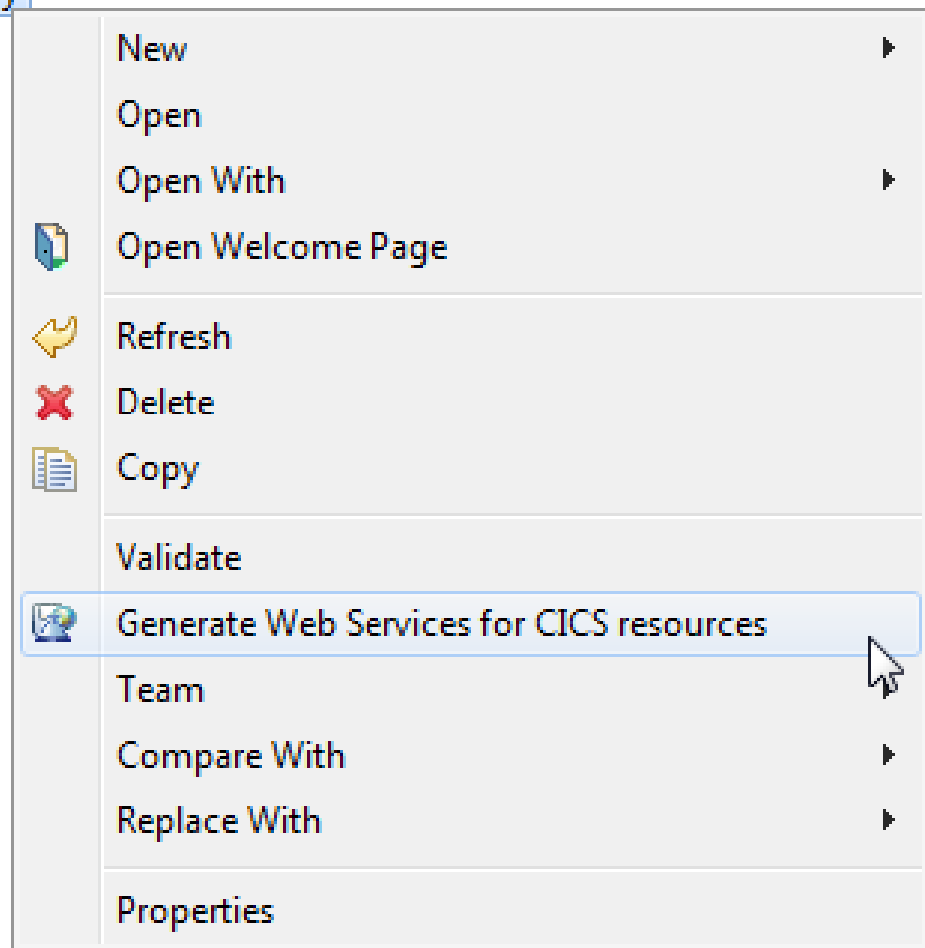 New
Open
Open With
Open Welcome Page
Refresh
Delete
Copy
Validate
Generate Web Services for CICS resources
Team
Compare With
Replace With
Properties